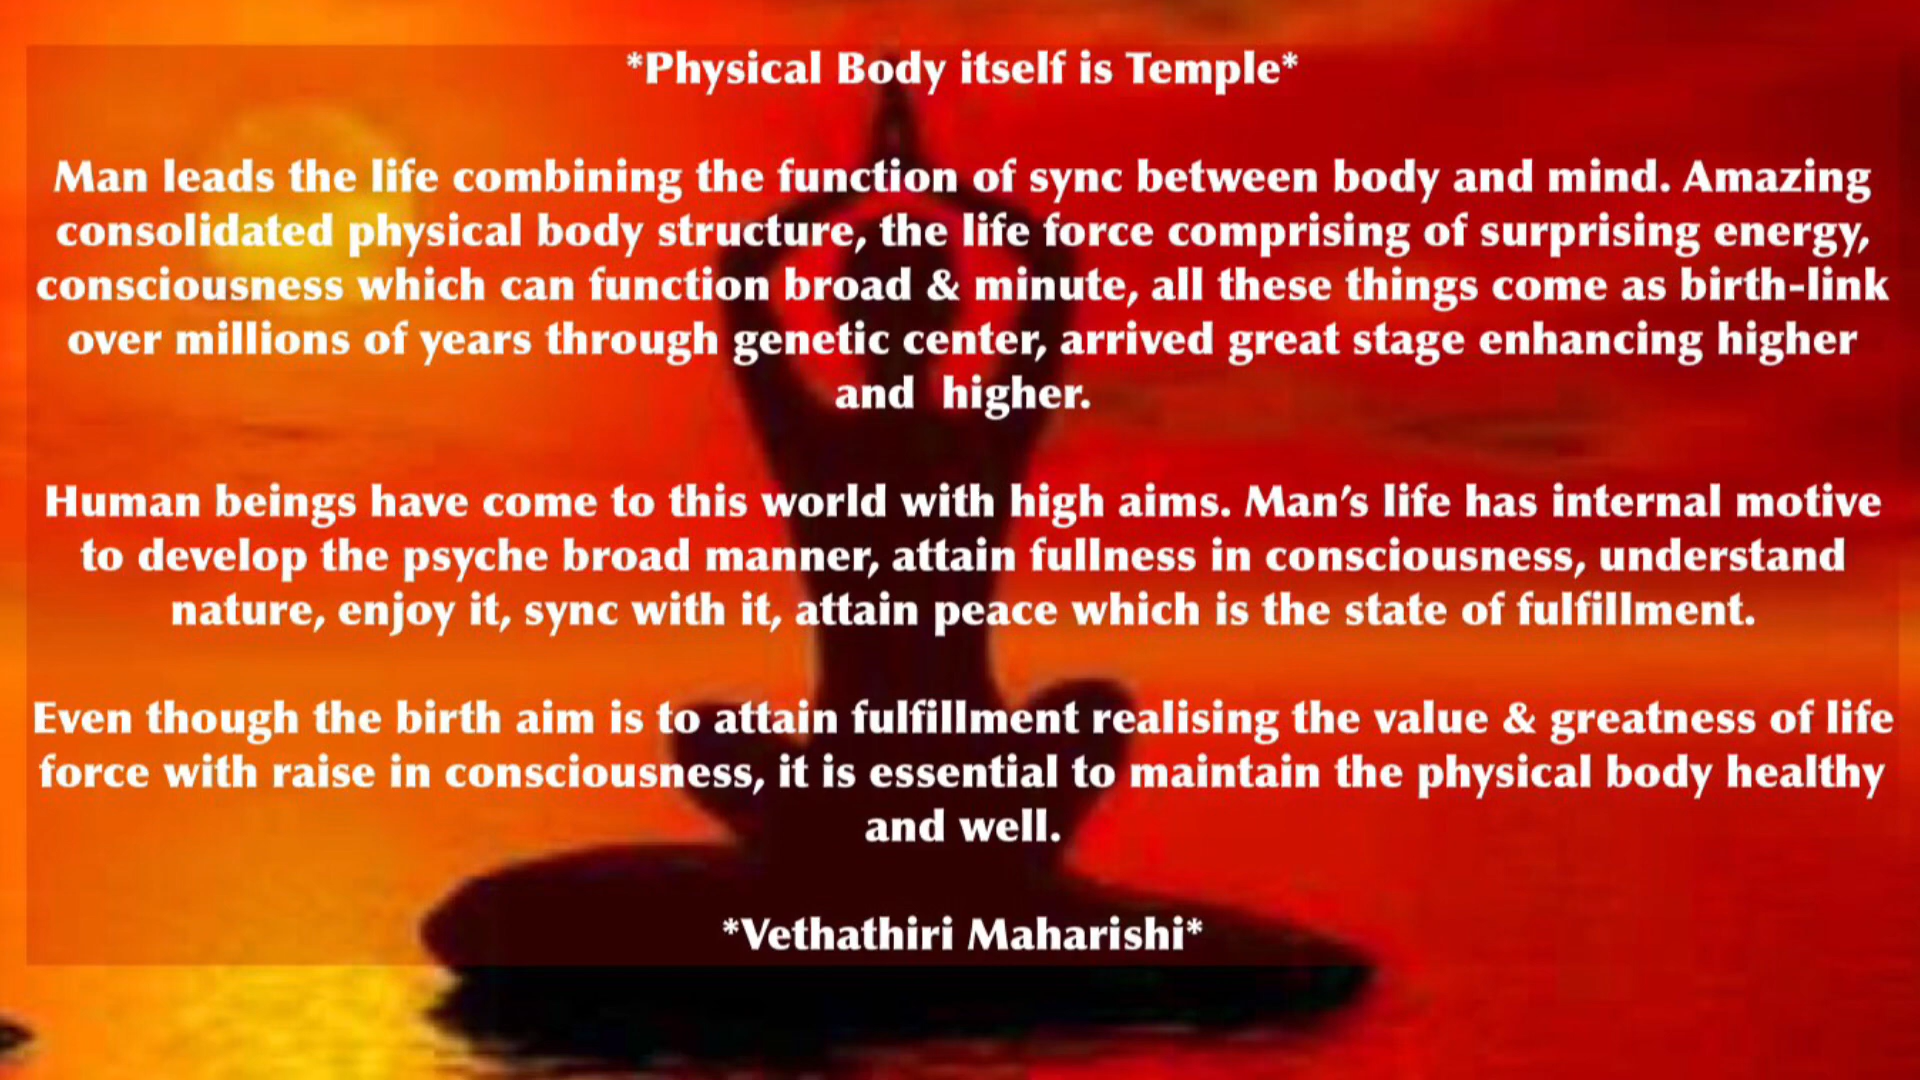 *Physical Body itself is Temple*
Man leads the life combining the function of sync between body and mind. Amazing
consolidated physical body structure, the life force comprising of surprising energy,
consciousness which can function broad & minute, all these things come as birth-link
over millions of years through genetic center, arrived great stage enhancing higher
and higher.
Human beings have come to this world with high aims. Man’s life has internal motive
to develop the psyche broad manner, attain fullness in consciousness, understand
nature, enjoy it, sync with it, attain peace which is the state of fulfillment.
Even though the birth aim is to attain fulfillment realising the value & greatness of life
force with raise in consciousness, it is essential to maintain the physical body healthy
and well.
*Vethathiri Maharishi*